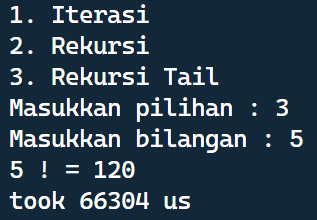 1. Iterasi
2. Rekursi
3. Rekursi Tail
Masukkan pilihan : 3
Masukkan bilangan : 5
5 ! = 120
took 66304 us